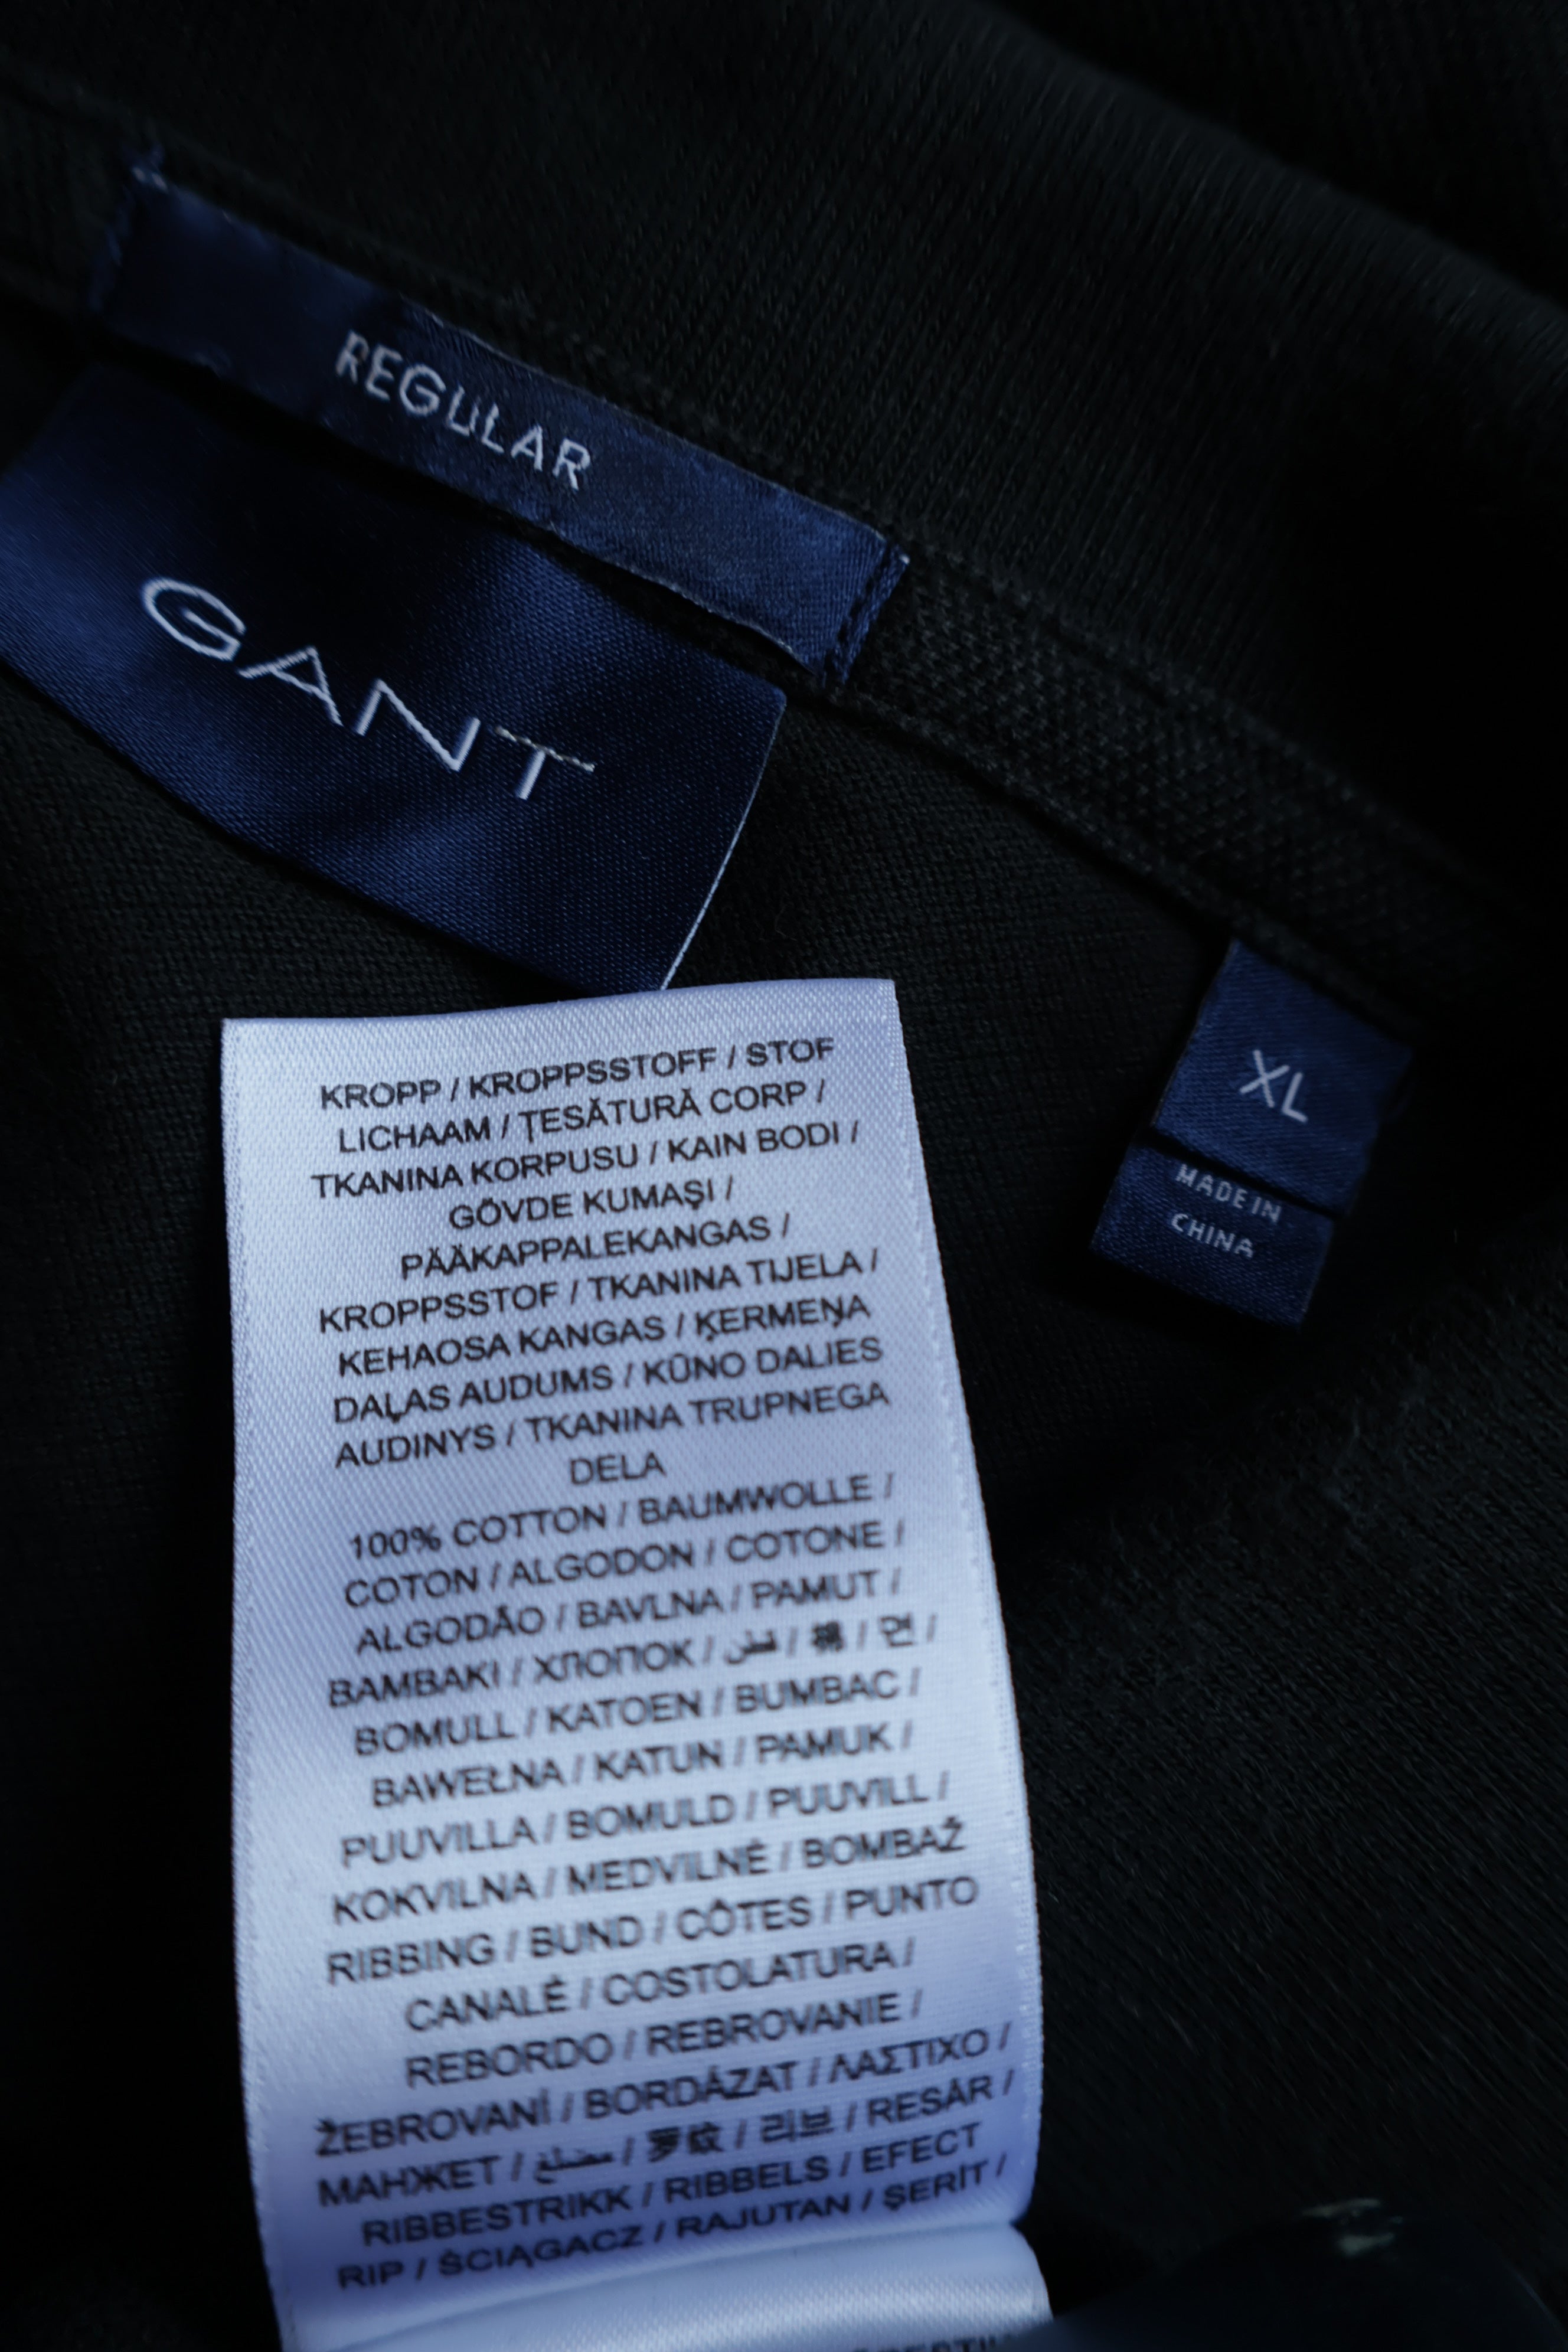 REGULAR
GANT
XL
MADE IN
CHINA
KROPP / KROPPSSTOFF / STOF
LICHAAM / ŢESĂTURĂ CORP /
TKANINA KORPUSU / KAIN BODI /
GÖVDE KUMAŞI /
PÄÄKAPPALEKANGAS /
KROPPSSTOF / TKANINA TIJELA /
KEHAOSA KANGAS / ĶERMEŅA
DAĻAS AUDUMS / KŪNO DALIES
AUDINYS / TKANINA TRUPNEGA
DELA
100% COTTON / BAUMWOLLE /
COTON / ALGODON / COTONE /
ALGODÃO / BAVLNA / PAMUT /
BAMBAKI / ХЛОПОК / قطن / 棉 / 면 /
BOMULL / KATOEN / BUMBAC /
BAWEŁNA / KATUN / PAMUK /
PUUVILLA / BOMULD / PUUVILL /
KOKVILNA / MEDVILNĖ / BOMBAŽ
RIBBING / BUND / CÔTES / PUNTO
CANALÉ / COSTOLATURA /
REBORDO / REBROVANIE /
ŽEBROVANÍ / BORDÁZAT / ΛΑΣΤΙΧΟ /
МАНЖЕТ / مضلع / 罗纹 / 리브 / RESÅR /
RIBBESTRIKK / RIBBELS / EFECT
RIP / ŚCIĄGACZ / RAJUTAN / ŞERİT /